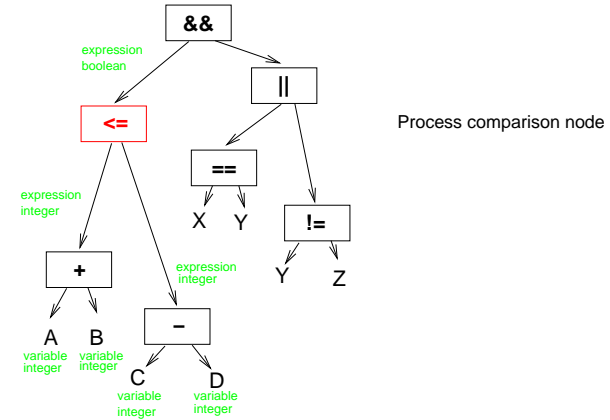 &&
expression
boolean
||
<=
Process comparison node
==
expression
integer
X Y
!=
+
expression
integer
Y Z
–
A B
variable variable
integer integer
C D
variable variable
integer integer